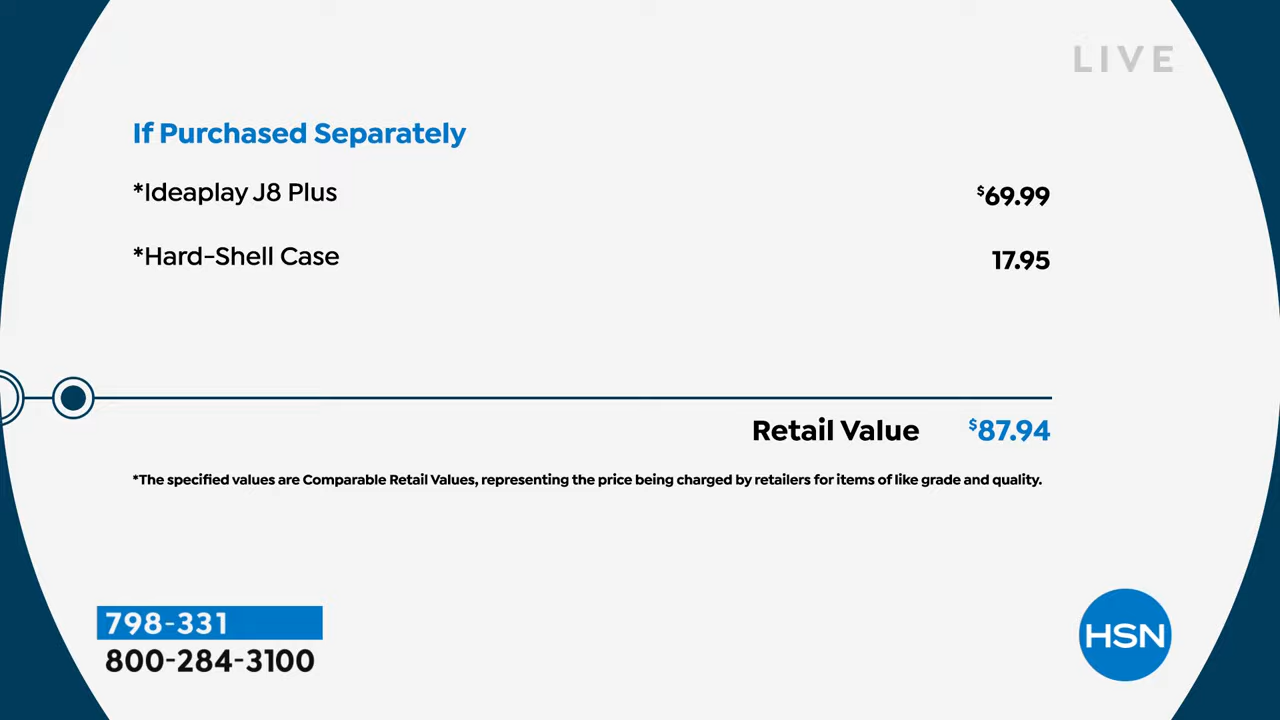 LIVE
If Purchased Separately
*Ideaplay J8 Plus $69.99
*Hard-Shell Case 17.95
Retail Value $87.94
*The specified values are Comparable Retail Values, representing the price being charged by retailers for items of like grade and quality.
798-331
800-284-3100
HSN